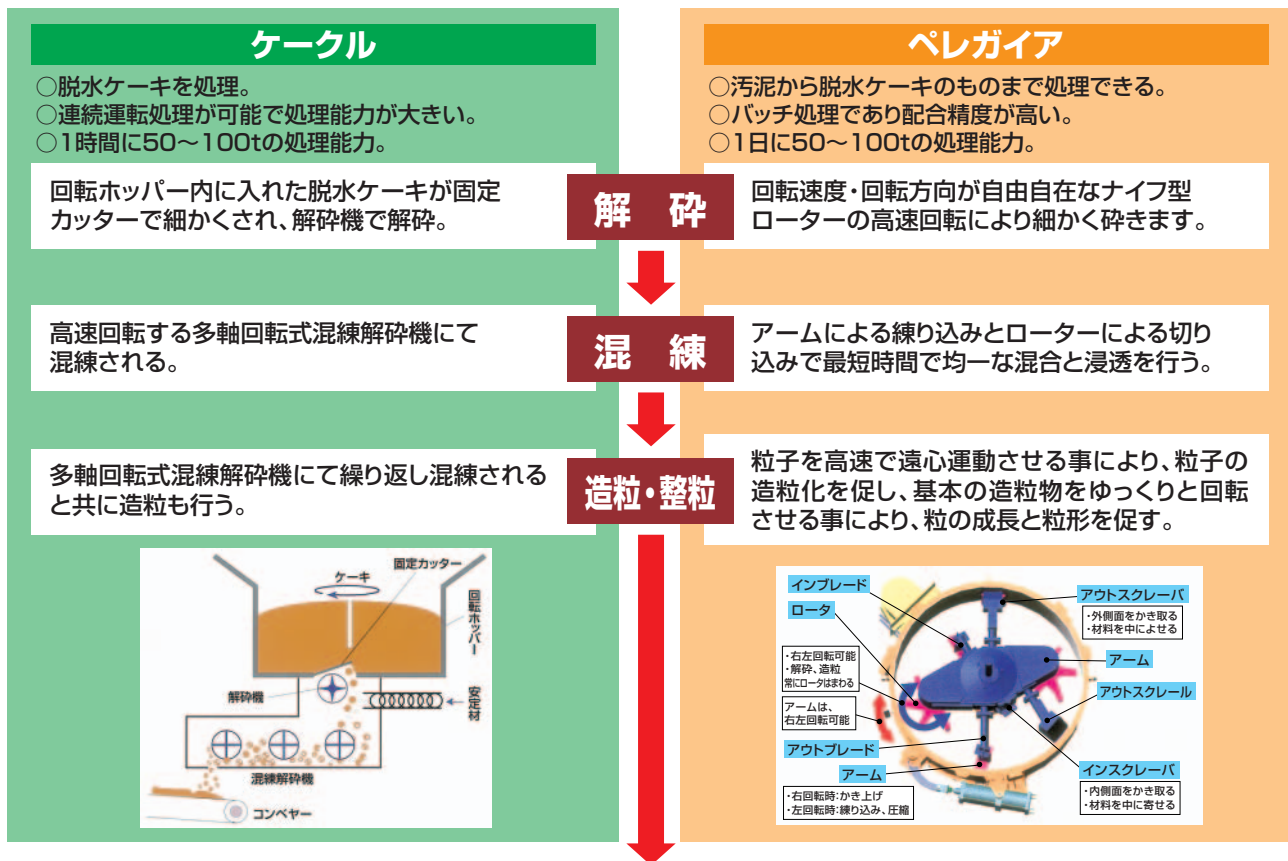 ケークル
○脱水ケーキを処理。
○連続運転処理が可能で処理能力が大きい。
○1時間に50〜100tの処理能力。
ペレガイア
○汚泥から脱水ケーキのものまで処理できる。
○バッチ処理であり配合精度が高い。
○1日に50〜100tの処理能力。
回転ホッパー内に入れた脱水ケーキが固定
カッターで細かくされ、解砕機で解砕。
解 砕
回転速度・回転方向が自由自在なナイフ型
ローターの高速回転により細かく砕きます。
高速回転する多軸回転式混練解砕機にて
混練される。
混 練
アームによる練り込みとローターによる切り
込みで最短時間で均一な混合と浸透を行う。
多軸回転式混練解砕機にて繰り返し混練される
と共に造粒も行う。
造粒・整粒
粒子を高速で遠心運動させる事により、粒子の
造粒化を促し、基本の造粒物をゆっくりと回転
させる事により、粒の成長と粒形を促す。
固定カッター
ケーキ
回転ホッパー
解砕機
安定材
混練解砕機
コンベヤー
インブレード
ロータ
・右左回転可能
・解砕、造粒
常にロータはまわる
アームは、
右左回転可能
アウトブレード
アーム
・右回転時:かき上げ
・左回転時:練り込み、圧縮
アウトスクレーバ
・外側面をかき取る
・材料を中によせる
アーム
アウトスクレール
インスクレーバ
・内側面をかき取る
・材料を中に寄せる